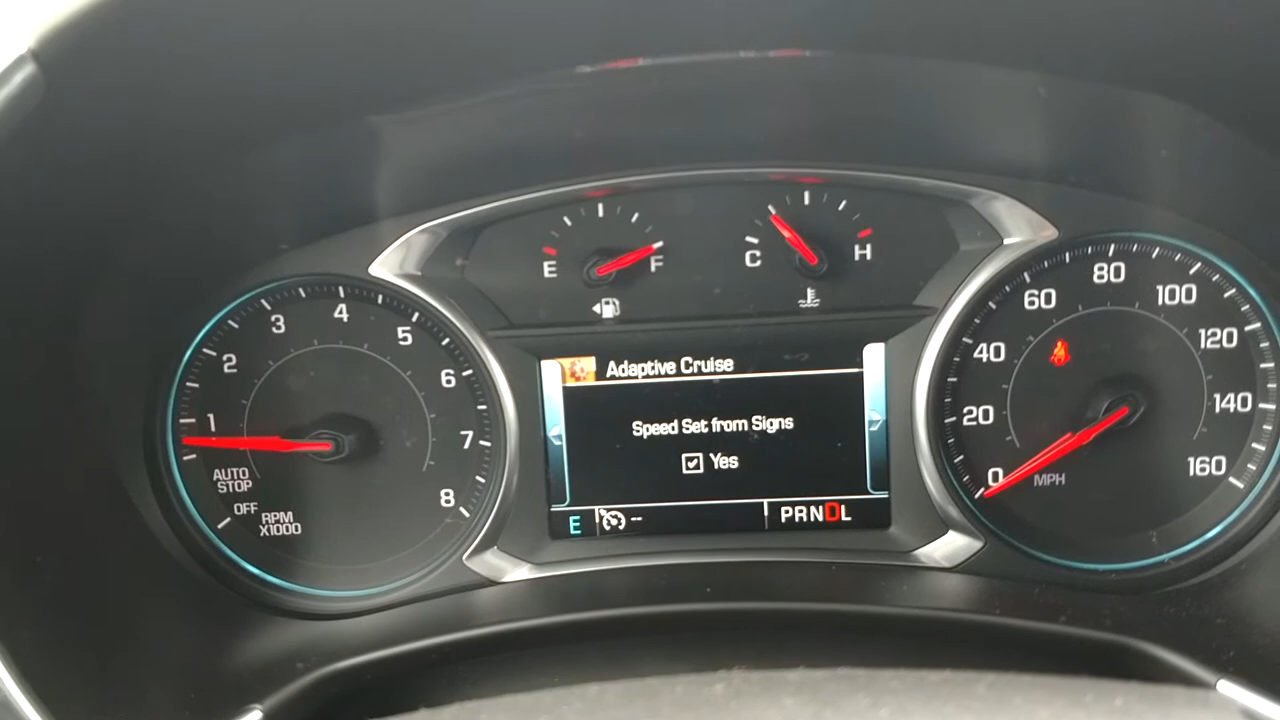 E
F
C
H
1
2
3
4
5
6
7
8
AUTO
STOP
OFF
RPM
X1000
Adaptive Cruise
Speed Set from Signs
Yes
E
--
PRNDL
0
20
40
60
80
100
120
140
160
MPH